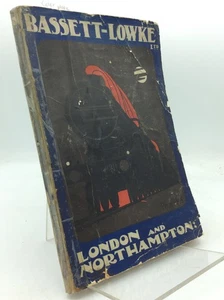 BASSETT-LOWKE
LTD
LONDON AND
NORTHAMPTON